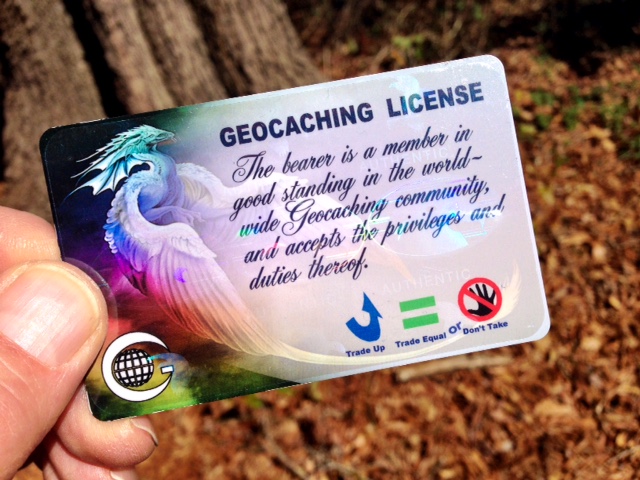 GEOCACHING LICENSE
The bearer is a member in
good standing in the world~
wide Geocaching community,
and accepts the privileges and
duties thereof.
AUTHENTIC
Trade Up
Trade Equal or Don't Take
G